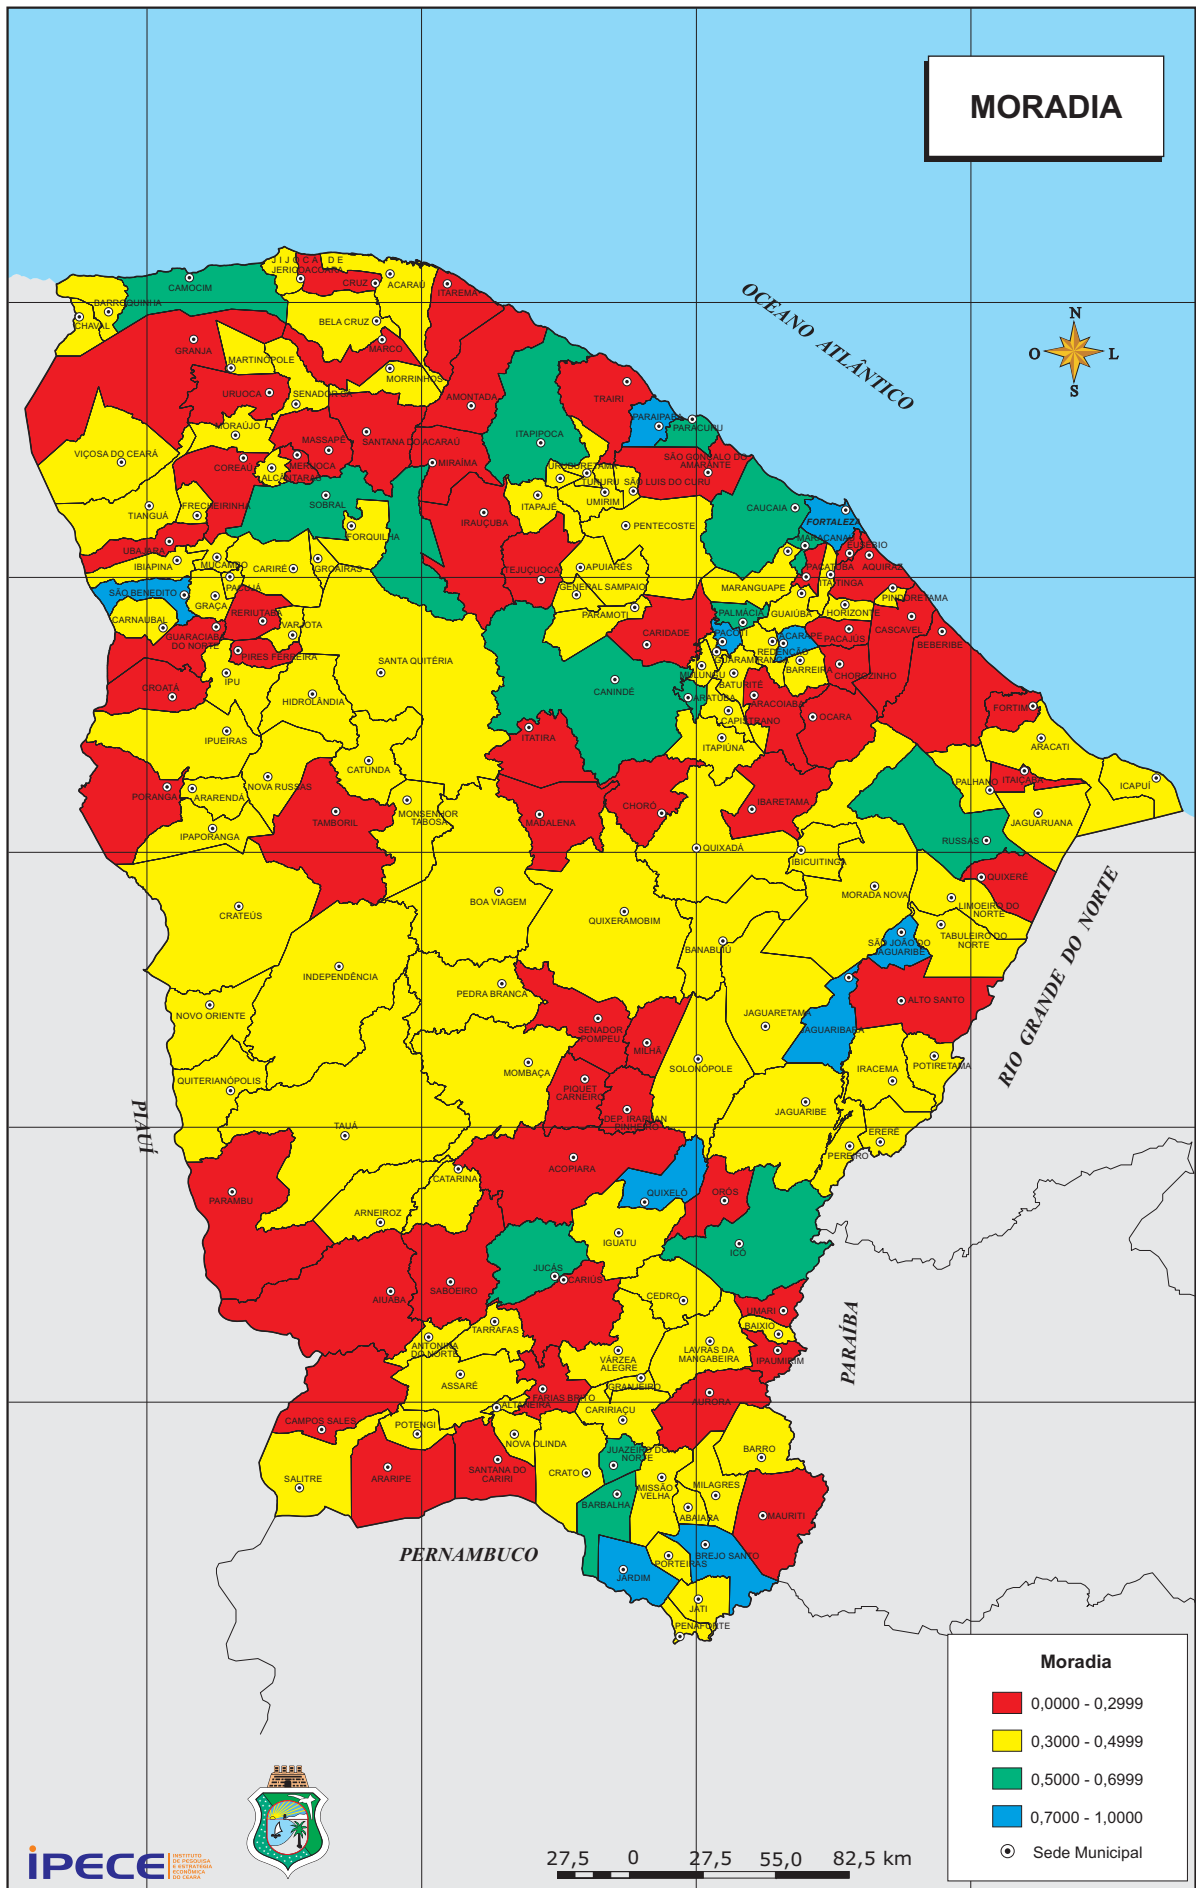 MORADIA
OCEANO ATLÂNTICO
N
O
L
S
JIJOCA DE
JERICOACOARA
CRUZ
ACARAÚ
ITAREMA
CAMOCIM
BARROQUINHA
CHAVAL
BELA CRUZ
GRANJA
MARTINÓPOLE
MARCO
MORRINHOS
URUOCA
SENADOR SÁ
AMONTADA
TRAIRI
PARAIPABA
PARACURU
MORAÚJO
MASSAPÊ
SANTANA DO ACARAÚ
ITAPIPOCA
VIÇOSA DO CEARÁ
COREAÚ
MERUOCA
ALCÂNTARAS
MIRAÍMA
URUBURETAMA
TURURU
SÃO GONÇALO DO
AMARANTE
SÃO LUIS DO CURU
UMIRIM
TIANGUÁ
FRECHEIRINHA
SOBRAL
ITAPAJÉ
IRAUÇUBA
PENTECOSTE
CAUCAIA
FORTALEZA
UBAJARA
FORQUILHA
MARACANAÚ
EUSÉBIO
IBIAPINA
MUCAMBO
CARIRÉ
GROAÍRAS
TEJUÇUOCA
APUIARÉS
PACATUBA
AQUIRAZ
ITAITINGA
SÃO BENEDITO
PACUJÁ
GENERAL SAMPAIO
MARANGUAPE
PINDORETAMA
GRAÇA
CARNAUBAL
RERIUTABA
VARJOTA
PARAMOTI
PALMÁCIA
GUAIÚBA
HORIZONTE
CASCAVEL
GUARACIABA
DO NORTE
CARIDADE
PACOTI
ACARAPE
PACAJÚS
BEBERIBE
REDENÇÃO
PIRES FERREIRA
GUARAMIRANGA
BARREIRA
SANTA QUITÉRIA
MULUNGÚ
CHOROZINHO
IPU
BATURITÉ
CROATÁ
HIDROLÂNDIA
CANINDÉ
ARATUBA
ARACOIABA
FORTIM
CAPISTRANO
OCARA
IPUEIRAS
ITATIRA
ITAPIÚNA
ARACATI
CATUNDA
PORANGA
NOVA RUSSAS
ARARENDÁ
PALHANO
ITAIÇABA
ICAPUÍ
TAMBORIL
MONSENHOR
TABOSA
MADALENA
CHORÓ
IBARETAMA
JAGUARUANA
IPAPORANGA
RUSSAS
QUIXADÁ
IBICUITINGA
QUIXERÉ
CRATEÚS
BOA VIAGEM
QUIXERAMOBIM
MORADA NOVA
LIMOEIRO DO
NORTE
TABULEIRO DO
NORTE
SÃO JOÃO DO
JAGUARIBE
BANABUIÚ
INDEPENDÊNCIA
RIO GRANDE DO NORTE
PEDRA BRANCA
NOVO ORIENTE
ALTO SANTO
JAGUARETAMA
SENADOR
POMPEU
JAGUARIBARA
MILHÃ
SOLONÓPOLE
IRACEMA
POTIRETAMA
MOMBAÇA
QUITERIANÓPOLIS
PIQUET
CARNEIRO
JAGUARIBE
DEP. IRAPUAN
PINHEIRO
PIAUÍ
TAUÁ
ERERÊ
PEREIRO
ACOPIARA
CATARINA
PARAMBU
QUIXELÔ
ORÓS
ARNEIROZ
IGUATU
ICÓ
JUCÁS
CARIÚS
AIUABA
SABOEIRO
CEDRO
UMARI
BAIXIO
TARRAFAS
ANTONINA
DO NORTE
VÁRZEA
ALEGRE
LAVRAS DA
MANGABEIRA
IPAUMIRIM
PARAÍBA
ASSARÉ
GRANJEIRO
FARIAS BRITO
AURORA
ALTANEIRA
CARIRIAÇU
CAMPOS SALES
POTENGI
NOVA OLINDA
JUAZEIRO DO
NORTE
BARRO
SALITRE
ARARIPE
SANTANA DO
CARIRI
CRATO
MISSÃO
VELHA
MILAGRES
BARBALHA
ABAIARA
MAURITI
PERNAMBUCO
BREJO SANTO
PORTEIRAS
JARDIM
JATI
PENAFORTE
Moradia
0,0000 - 0,2999
0,3000 - 0,4999
0,5000 - 0,6999
0,7000 - 1,0000
Sede Municipal
IPECE
INSTITUTO
DE PESQUISA
E ESTRATÉGIA
ECONÔMICA
DO CEARÁ
27,5 0 27,5 55,0 82,5 km